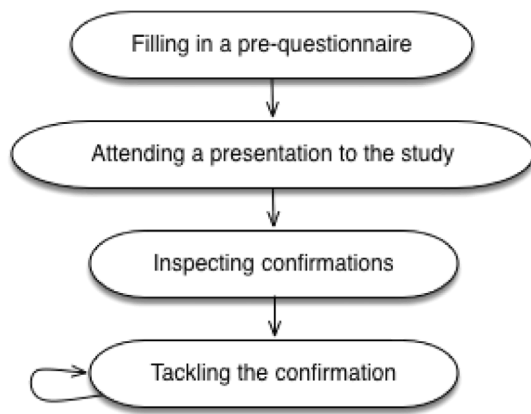 Filling in a pre-questionnaire
Attending a presentation to the study
Inspecting confirmations
Tackling the confirmation